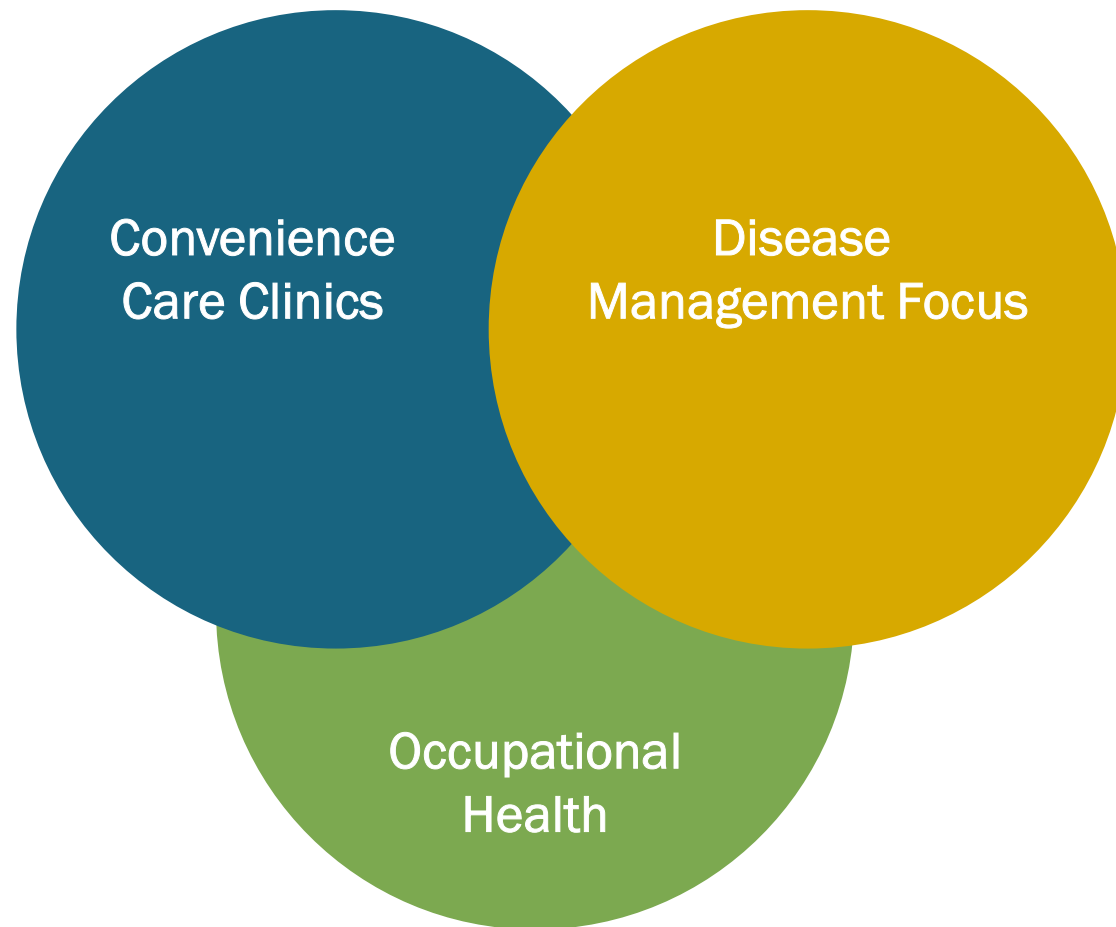 Convenience
Care Clinics
Disease
Management Focus
Occupational
Health